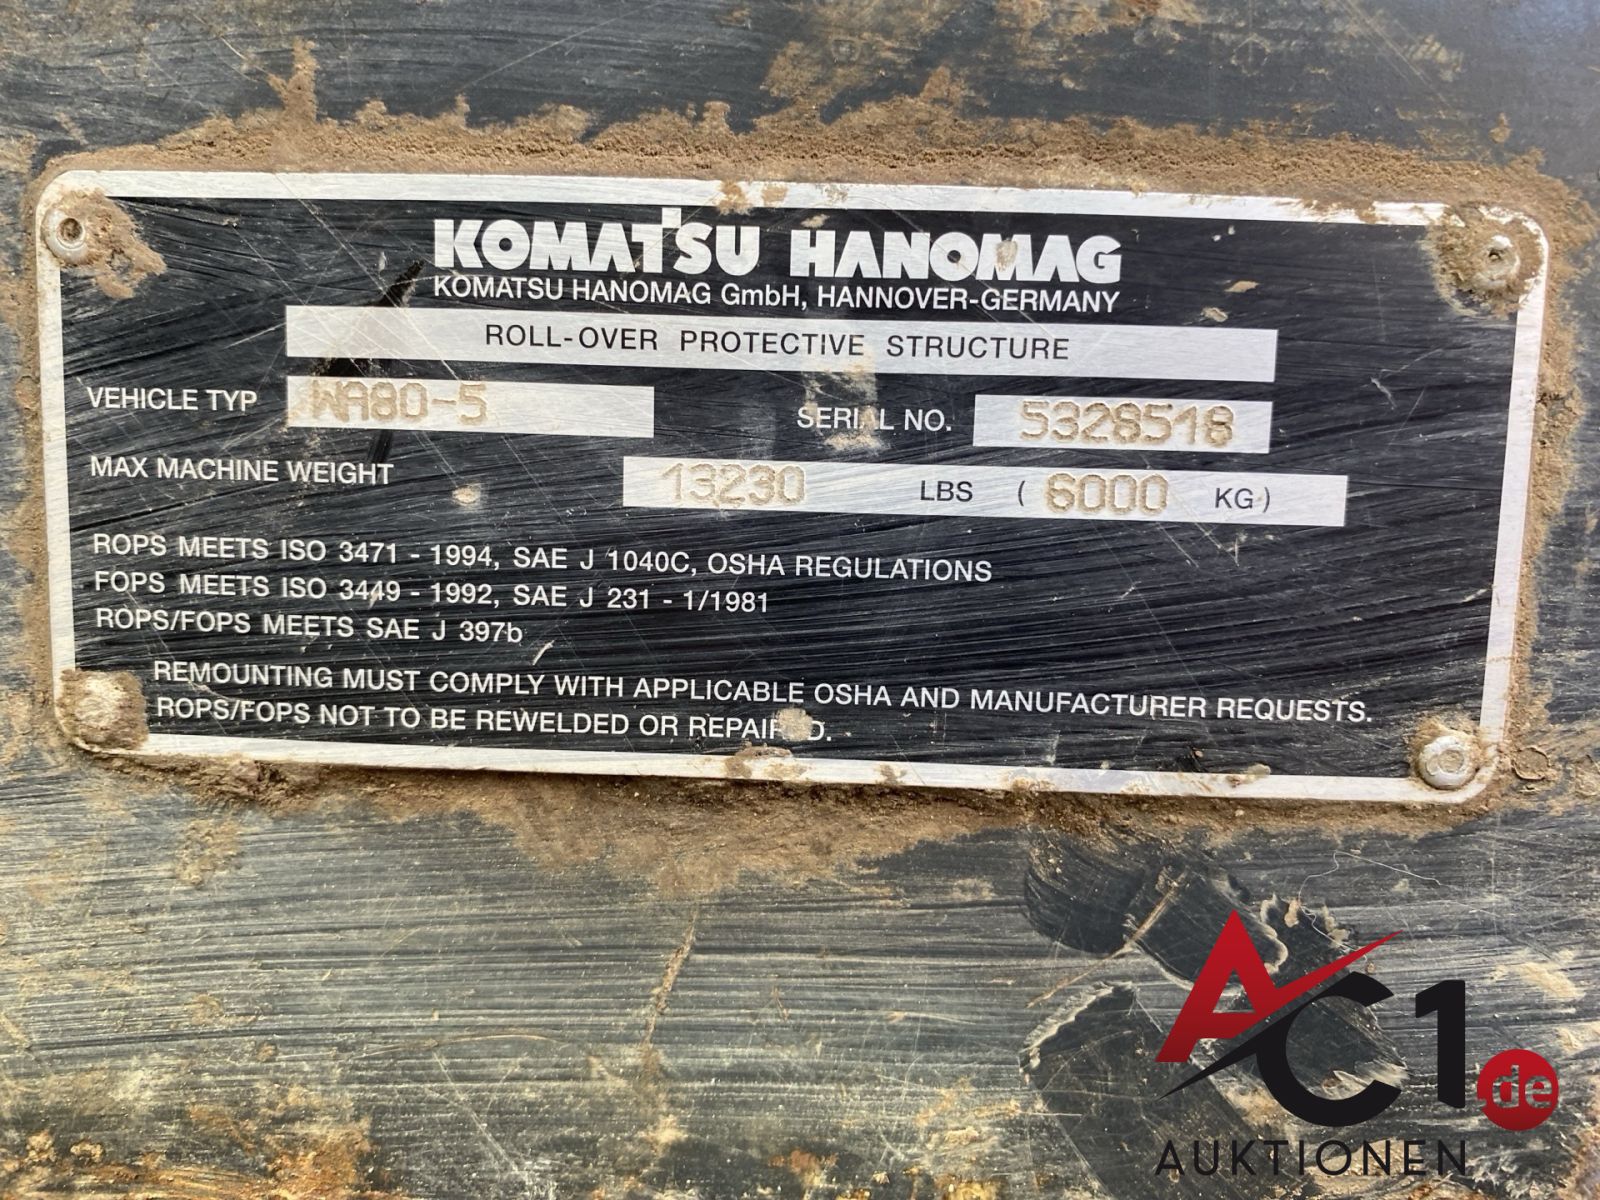 KOMATSU HANOMAG
KOMATSU HANOMAG GmbH, HANNOVER-GERMANY
ROLL-OVER PROTECTIVE STRUCTURE
VEHICLE TYP WA80-5 SERIAL NO. 5328518
MAX MACHINE WEIGHT 13230 LBS ( 6000 KG )
ROPS MEETS ISO 3471 - 1994, SAE J 1040C, OSHA REGULATIONS
FOPS MEETS ISO 3449 - 1992, SAE J 231 - 1/1981
ROPS/FOPS MEETS SAE J 397b
REMOUNTING MUST COMPLY WITH APPLICABLE OSHA AND MANUFACTURER REQUESTS.
ROPS/FOPS NOT TO BE REWELDED OR REPAIRED.
AC1.de
AUKTIONEN